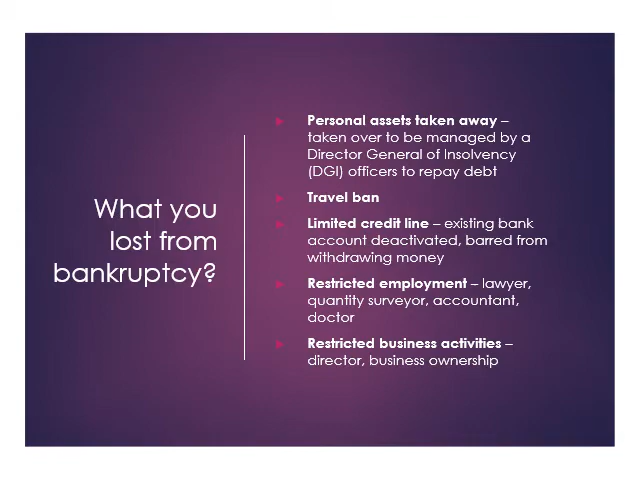 What you
lost from
bankruptcy?
Personal assets taken away –
taken over to be managed by a
Director General of Insolvency
(DGI) officers to repay debt
Travel ban
Limited credit line – existing bank
account deactivated, barred from
withdrawing money
Restricted employment – lawyer,
quantity surveyor, accountant,
doctor
Restricted business activities –
director, business ownership